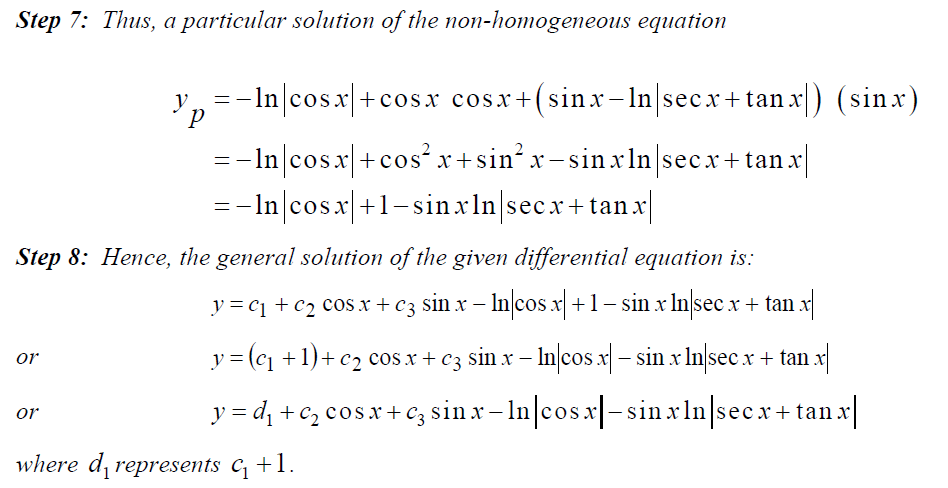 Step 7: Thus, a particular solution of the non-homogeneous equation
y_p = −ln|cos x| + cos x cos x + (sin x − ln|sec x + tan x|) (sin x)
= −ln|cos x| + cos² x + sin² x − sin x ln|sec x + tan x|
= −ln|cos x| + 1 − sin x ln|sec x + tan x|
Step 8: Hence, the general solution of the given differential equation is:
y = c₁ + c₂ cos x + c₃ sin x − ln|cos x| + 1 − sin x ln|sec x + tan x|
or y = (c₁ + 1) + c₂ cos x + c₃ sin x − ln|cos x| − sin x ln|sec x + tan x|
or y = d₁ + c₂ cos x + c₃ sin x − ln|cos x| − sin x ln|sec x + tan x|
where d₁ represents c₁ + 1.